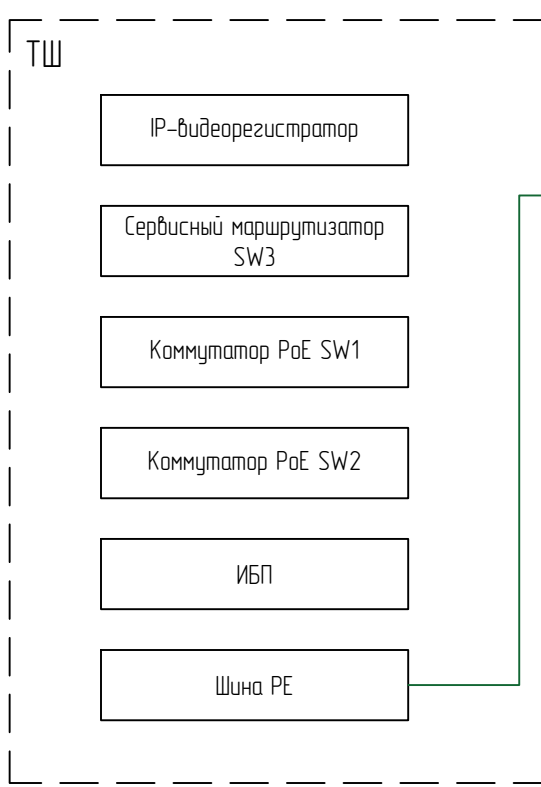 ТШ
IP-видеорегистратор
Сервисный маршрутизатор
SW3
Коммутатор PoE SW1
Коммутатор PoE SW2
ИБП
Шина PE